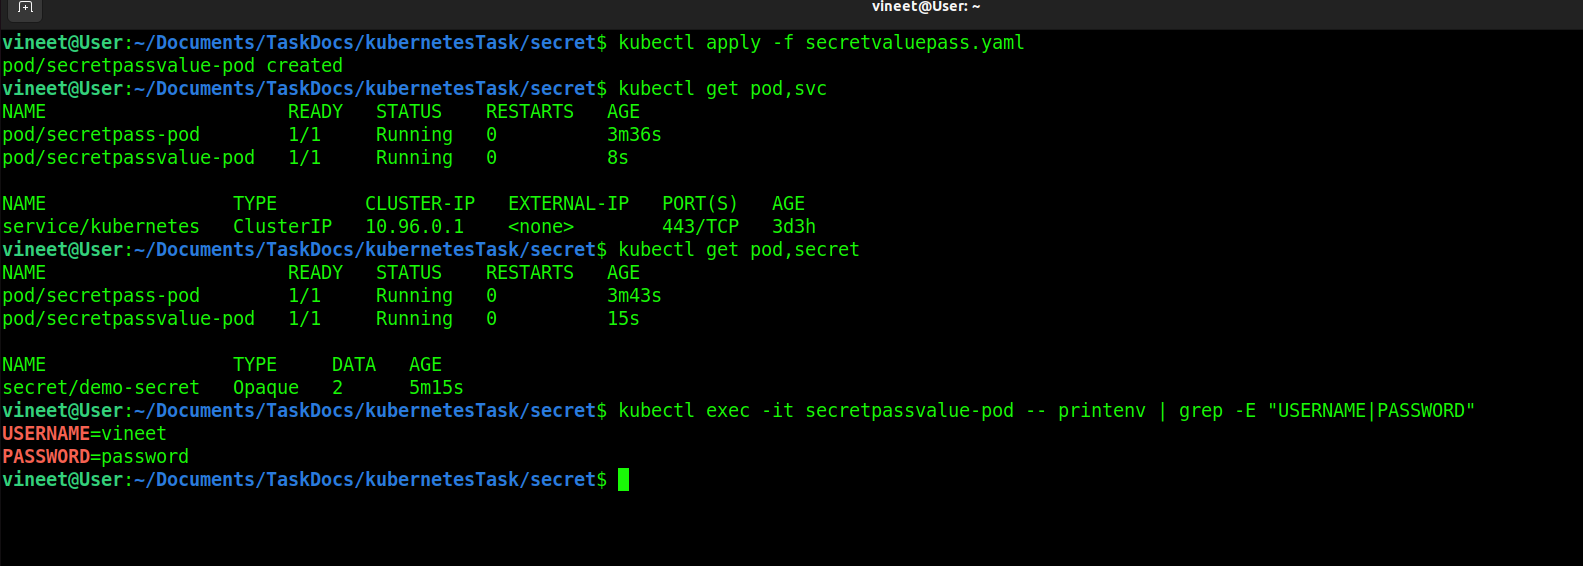 vineet@User: ~
vineet@User:~/Documents/TaskDocs/kubernetesTask/secret$ kubectl apply -f secretvaluepass.yaml
pod/secretpassvalue-pod created
vineet@User:~/Documents/TaskDocs/kubernetesTask/secret$ kubectl get pod,svc
NAME                      READY   STATUS    RESTARTS   AGE
pod/secretpass-pod        1/1     Running   0          3m36s
pod/secretpassvalue-pod   1/1     Running   0          8s
NAME                 TYPE        CLUSTER-IP   EXTERNAL-IP   PORT(S)   AGE
service/kubernetes   ClusterIP   10.96.0.1    <none>        443/TCP   3d3h
vineet@User:~/Documents/TaskDocs/kubernetesTask/secret$ kubectl get pod,secret
NAME                      READY   STATUS    RESTARTS   AGE
pod/secretpass-pod        1/1     Running   0          3m43s
pod/secretpassvalue-pod   1/1     Running   0          15s
NAME                 TYPE     DATA   AGE
secret/demo-secret   Opaque   2      5m15s
vineet@User:~/Documents/TaskDocs/kubernetesTask/secret$ kubectl exec -it secretpassvalue-pod -- printenv | grep -E "USERNAME|PASSWORD"
USERNAME=vineet
PASSWORD=password
vineet@User:~/Documents/TaskDocs/kubernetesTask/secret$